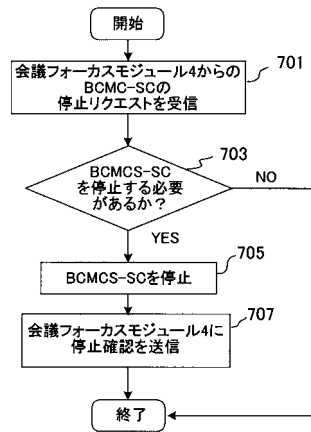 開始
会議フォーカスモジュール4からの
BCMC-SCの
停止リクエストを受信
701
BCMCS-SC
を停止する必要
があるか？
703
NO
YES
BCMCS-SCを停止
705
会議フォーカスモジュール4に
停止確認を送信
707
終了